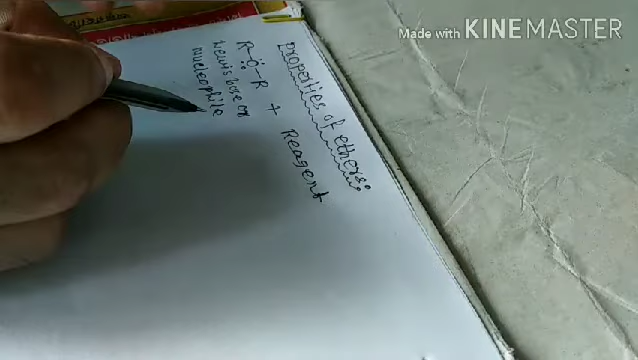 Made with KINEMASTER
Properties of ethers:
R-Ö-R + Reagent
Lewis base or
nucleophile